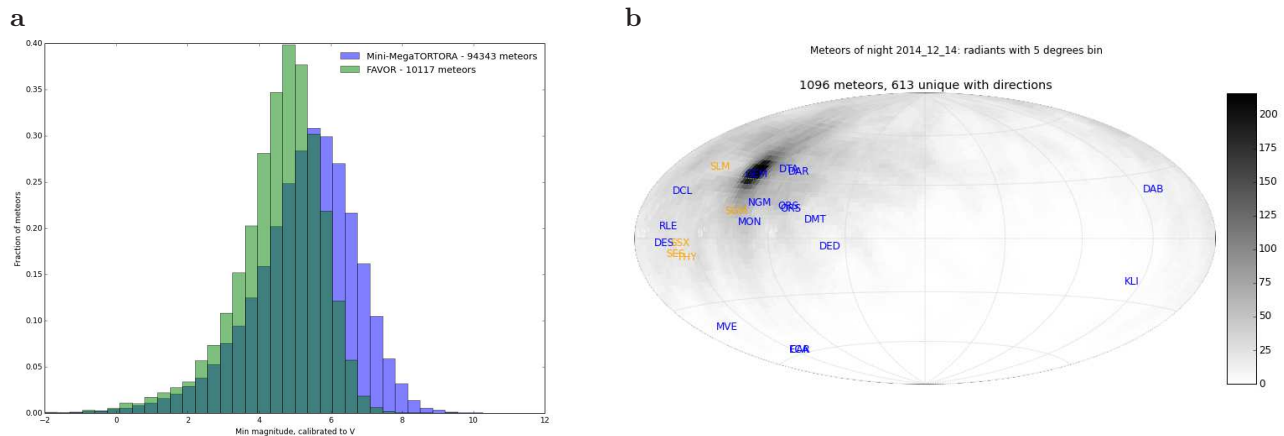 a
0.40
0.35
0.30
0.25
0.20
0.15
0.10
0.05
0.00
Fraction of meteors
Mini-MegaTORTORA - 94343 meteors
FAVOR - 10117 meteors
−2 0 2 4 6 8 10 12
Min magnitude, calibrated to V
b
Meteors of night 2014_12_14: radiants with 5 degrees bin
1096 meteors, 613 unique with directions
SLM
DTA
DAR
DCL
DAB
NGM
ORS
ORS
RLE
MON
DMT
DES
SSX
DED
SES
THY
KLI
MVE
200
175
150
125
100
75
50
25
0